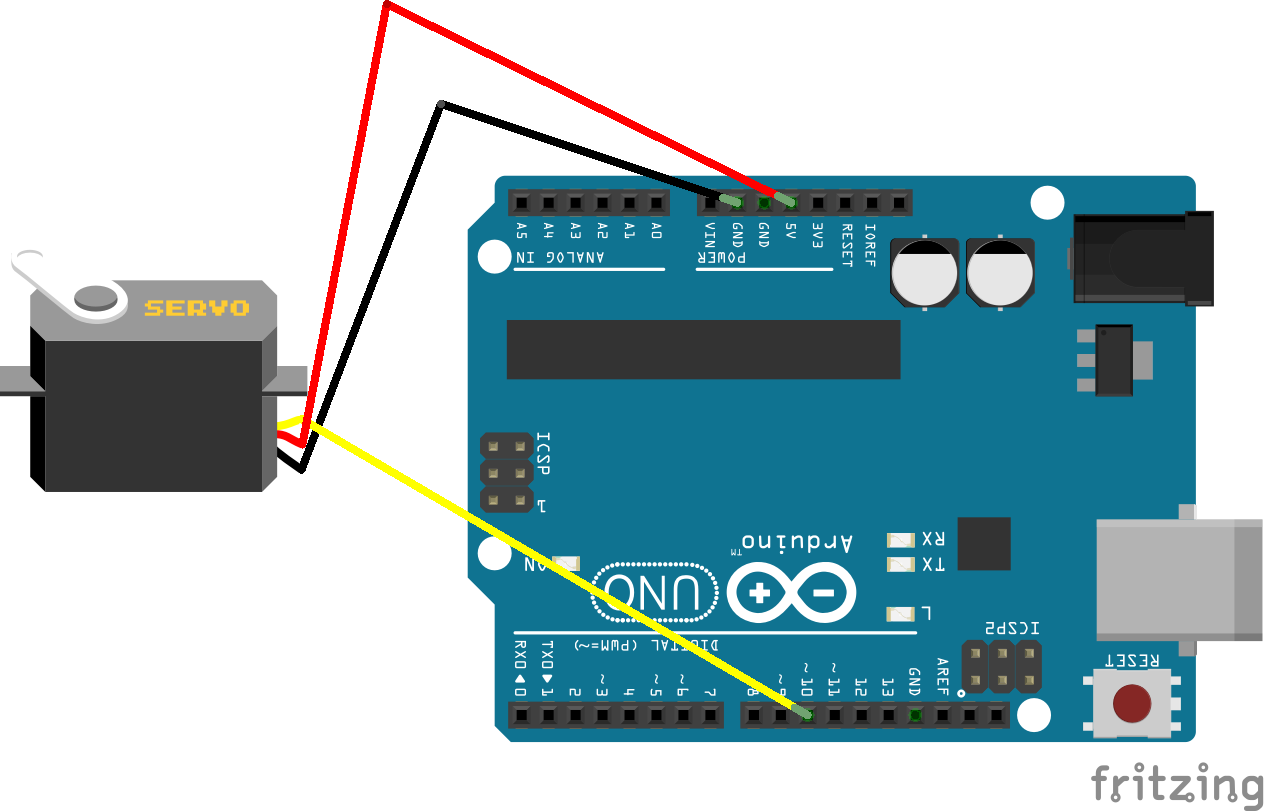 A5
A4
A3
A2
A1
A0
VIN
GND
GND
5V
3V3
RESET
IOREF
ANALOG IN
POWER
SERVO
ICSP
1
Arduino™
RX
TX
ON
UNO
L
ICSP2
DIGITAL (PWM=~)
RESET
RX0◀0
TX0▶1
2
~3
4
~5
~6
7
8
~9
~10
~11
12
13
GND
AREF
fritzing